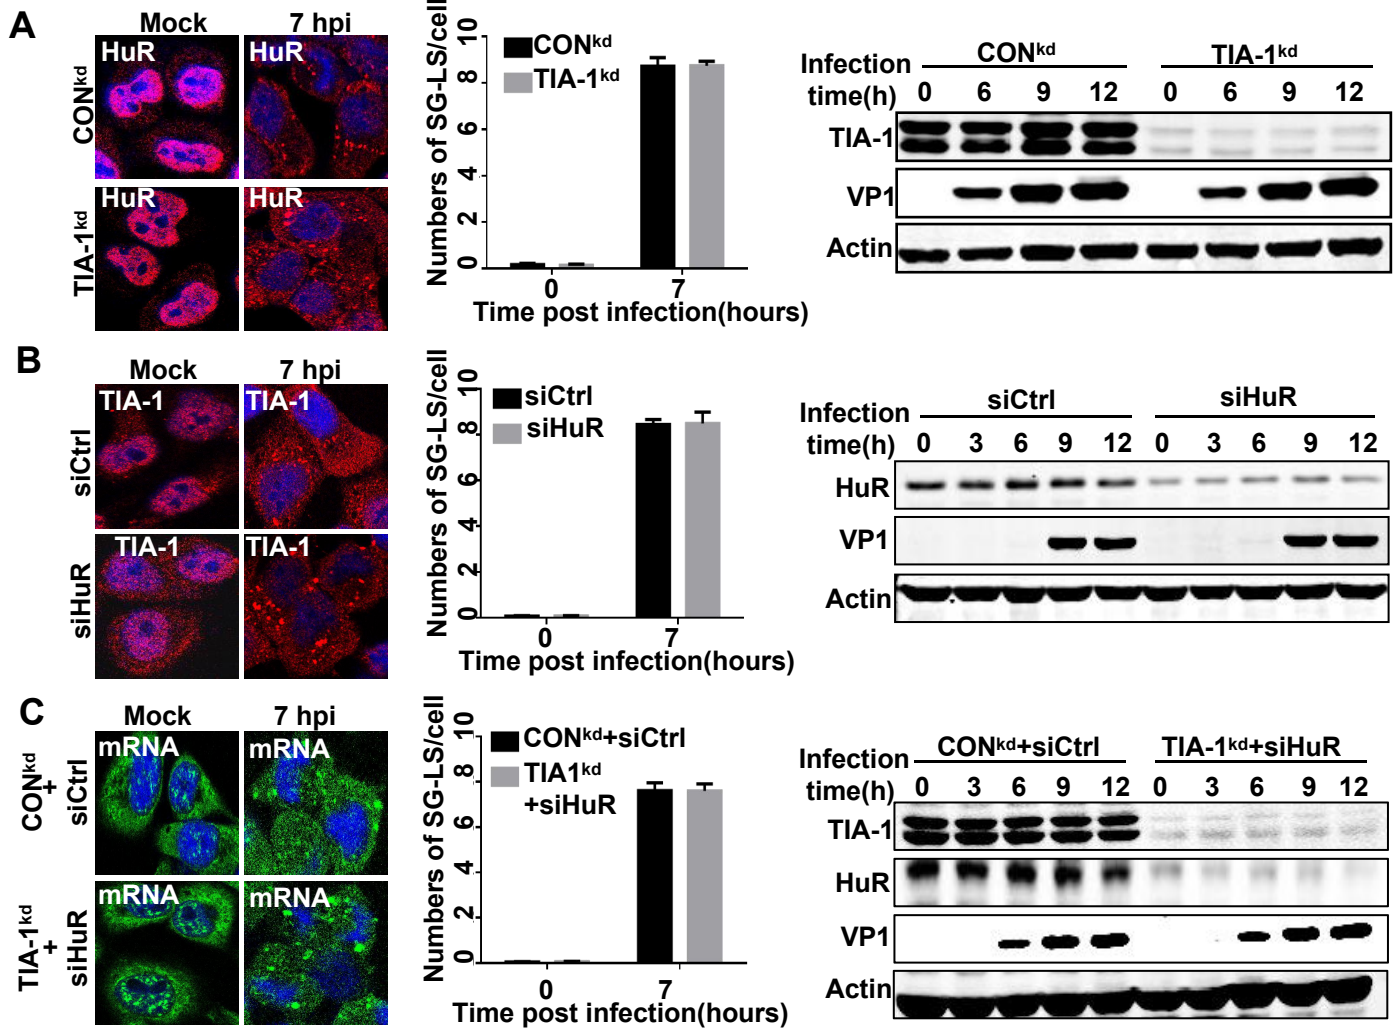 A
Mock 7 hpi
CONkd
HuR HuR
TIA-1kd
HuR HuR
Numbers of SG-LS/cell
10
8
6
4
2
0
CONkd
TIA-1kd
0 7
Time post infection(hours)
Infection
time(h)
CONkd TIA-1kd
0 6 9 12 0 6 9 12
TIA-1
VP1
Actin
B
Mock 7 hpi
siCtrl
TIA-1 TIA-1
siHuR
TIA-1 TIA-1
Numbers of SG-LS/cell
10
8
6
4
2
0
siCtrl
siHuR
0 7
Time post infection(hours)
Infection
time(h)
siCtrl siHuR
0 3 6 9 12 0 3 6 9 12
HuR
VP1
Actin
C
Mock 7 hpi
CONkd
+
siCtrl
mRNA mRNA
TIA-1kd
+
siHuR
mRNA mRNA
Numbers of SG-LS/cell
10
8
6
4
2
0
CONkd+siCtrl
TIA1kd
+siHuR
0 7
Time post infection(hours)
Infection
time(h)
CONkd+siCtrl TIA-1kd+siHuR
0 3 6 9 12 0 3 6 9 12
TIA-1
HuR
VP1
Actin